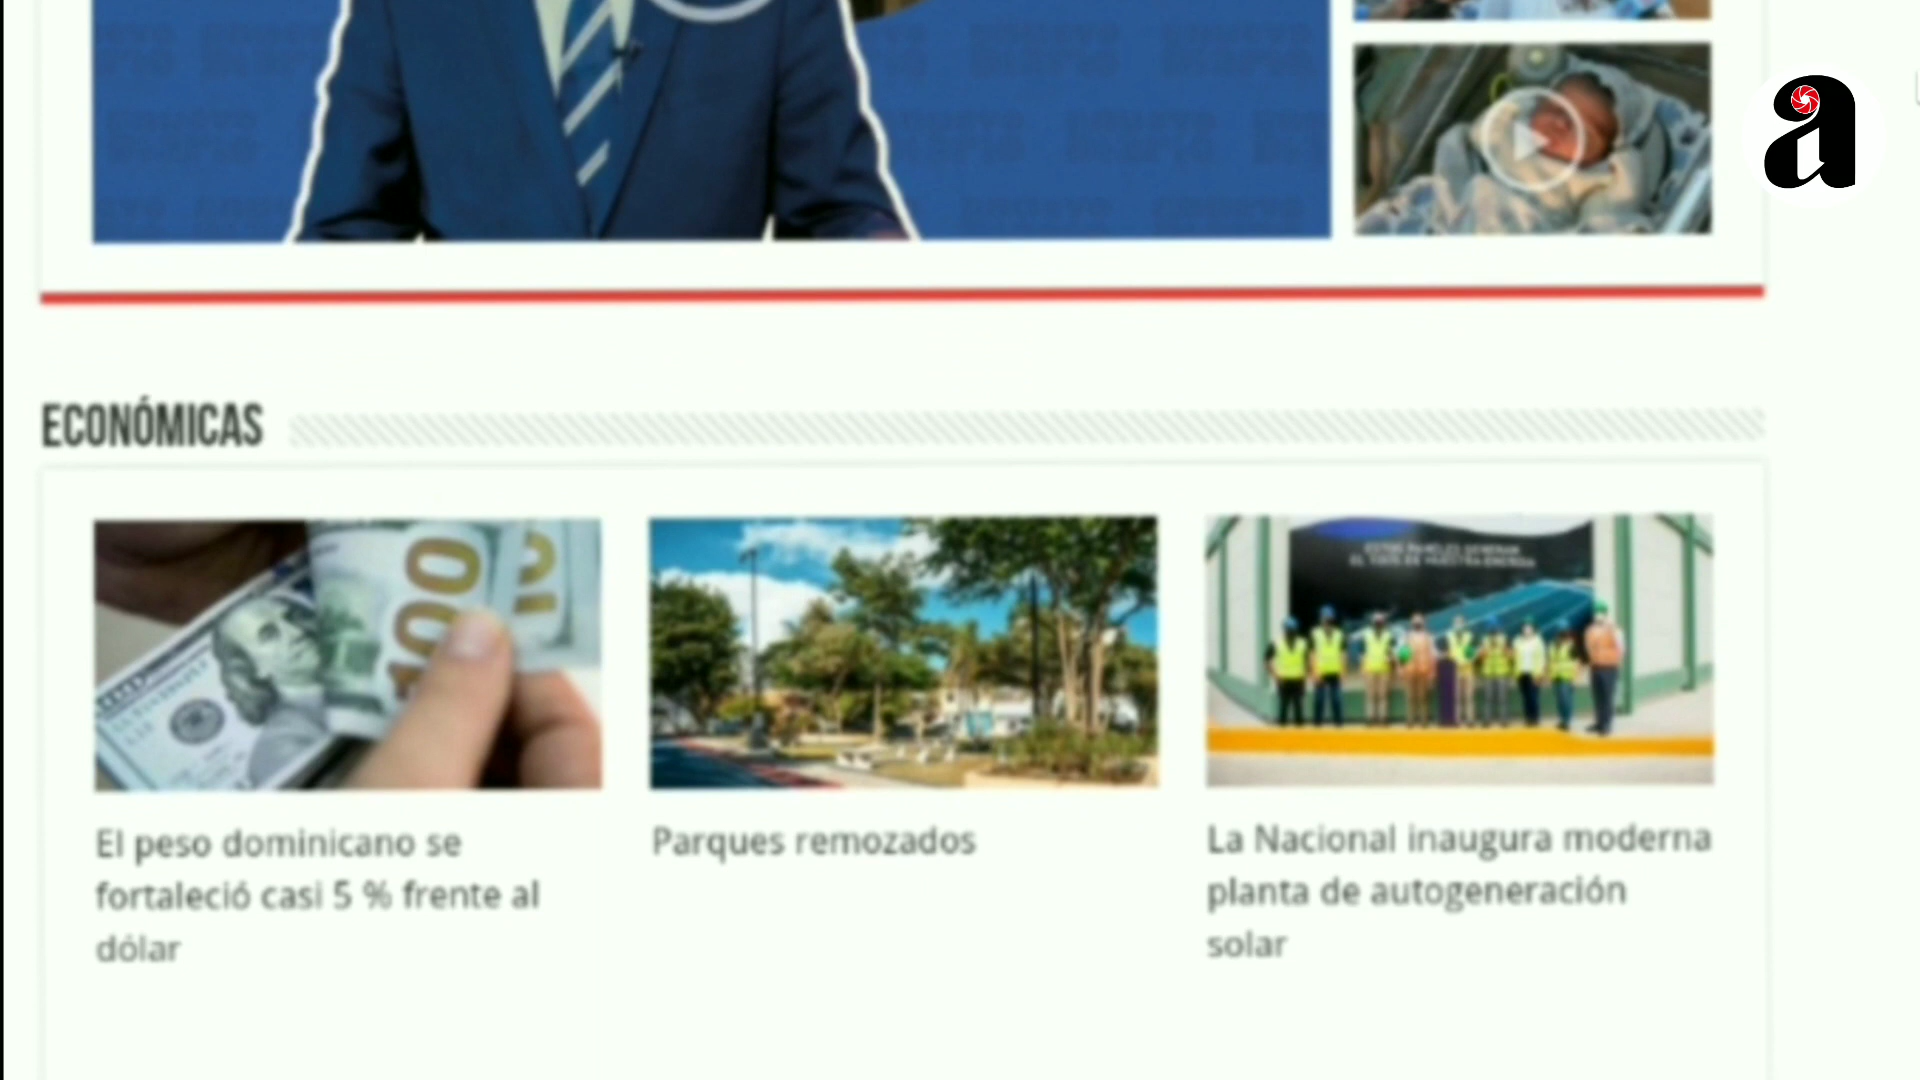 a
ECONÓMICAS
100
El peso dominicano se
fortaleció casi 5 % frente al
dólar
Parques remozados
La Nacional inaugura moderna
planta de autogeneración
solar